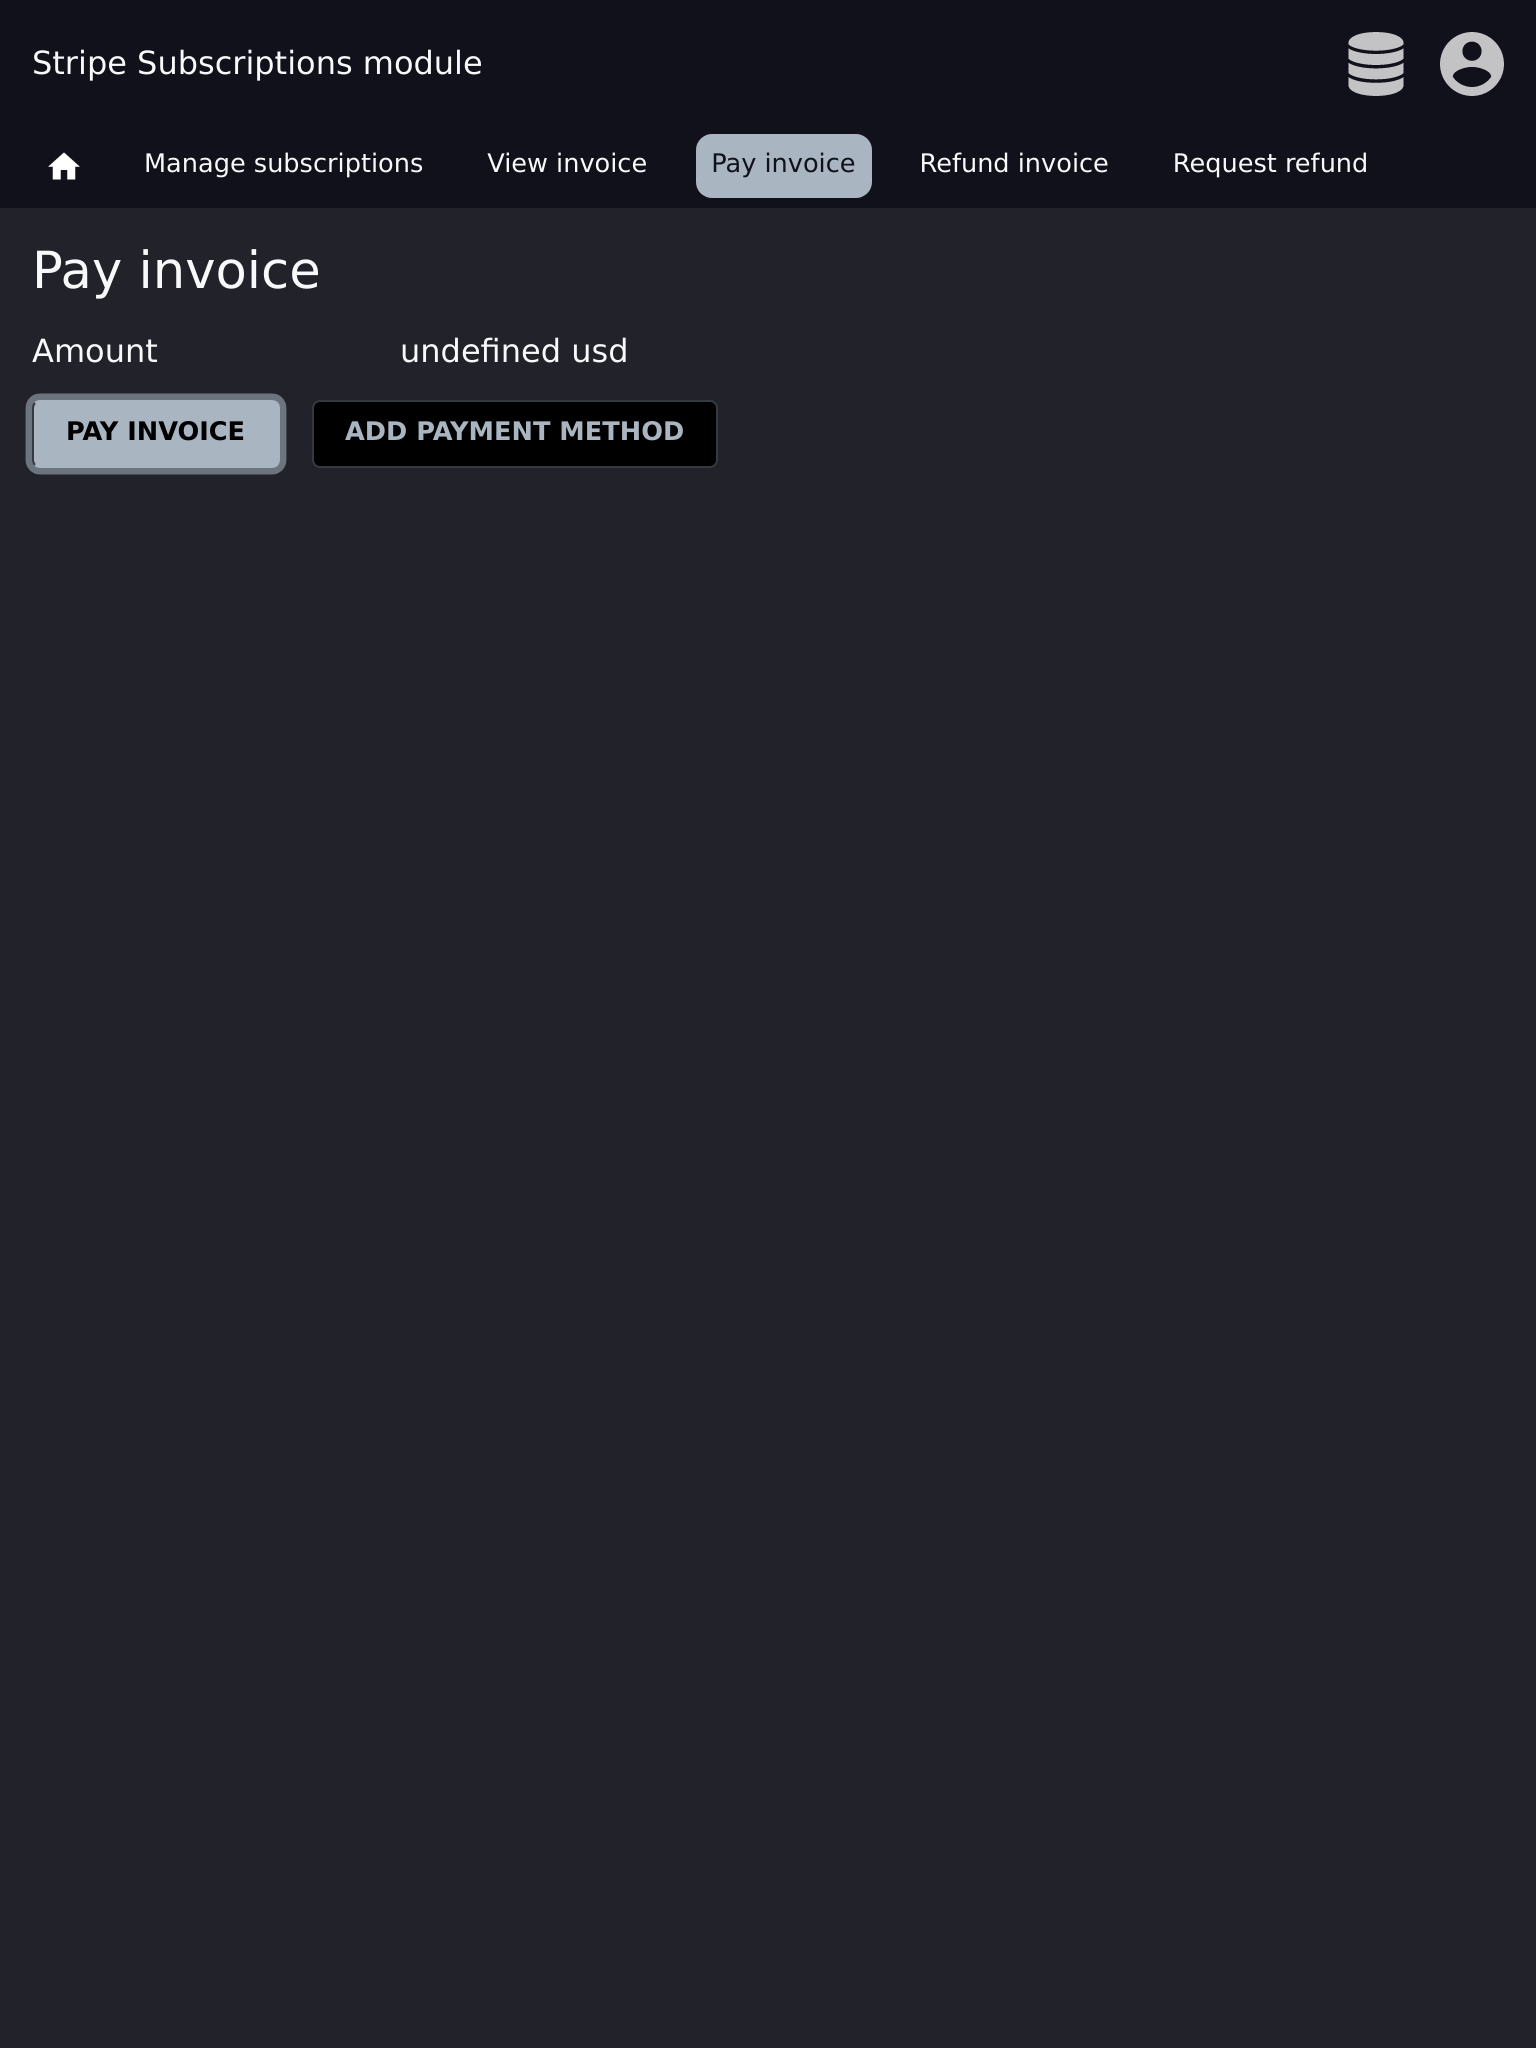 Stripe Subscriptions module
Manage subscriptions View invoice Pay invoice Refund invoice Request refund
Pay invoice
Amount undefined usd
PAY INVOICE ADD PAYMENT METHOD